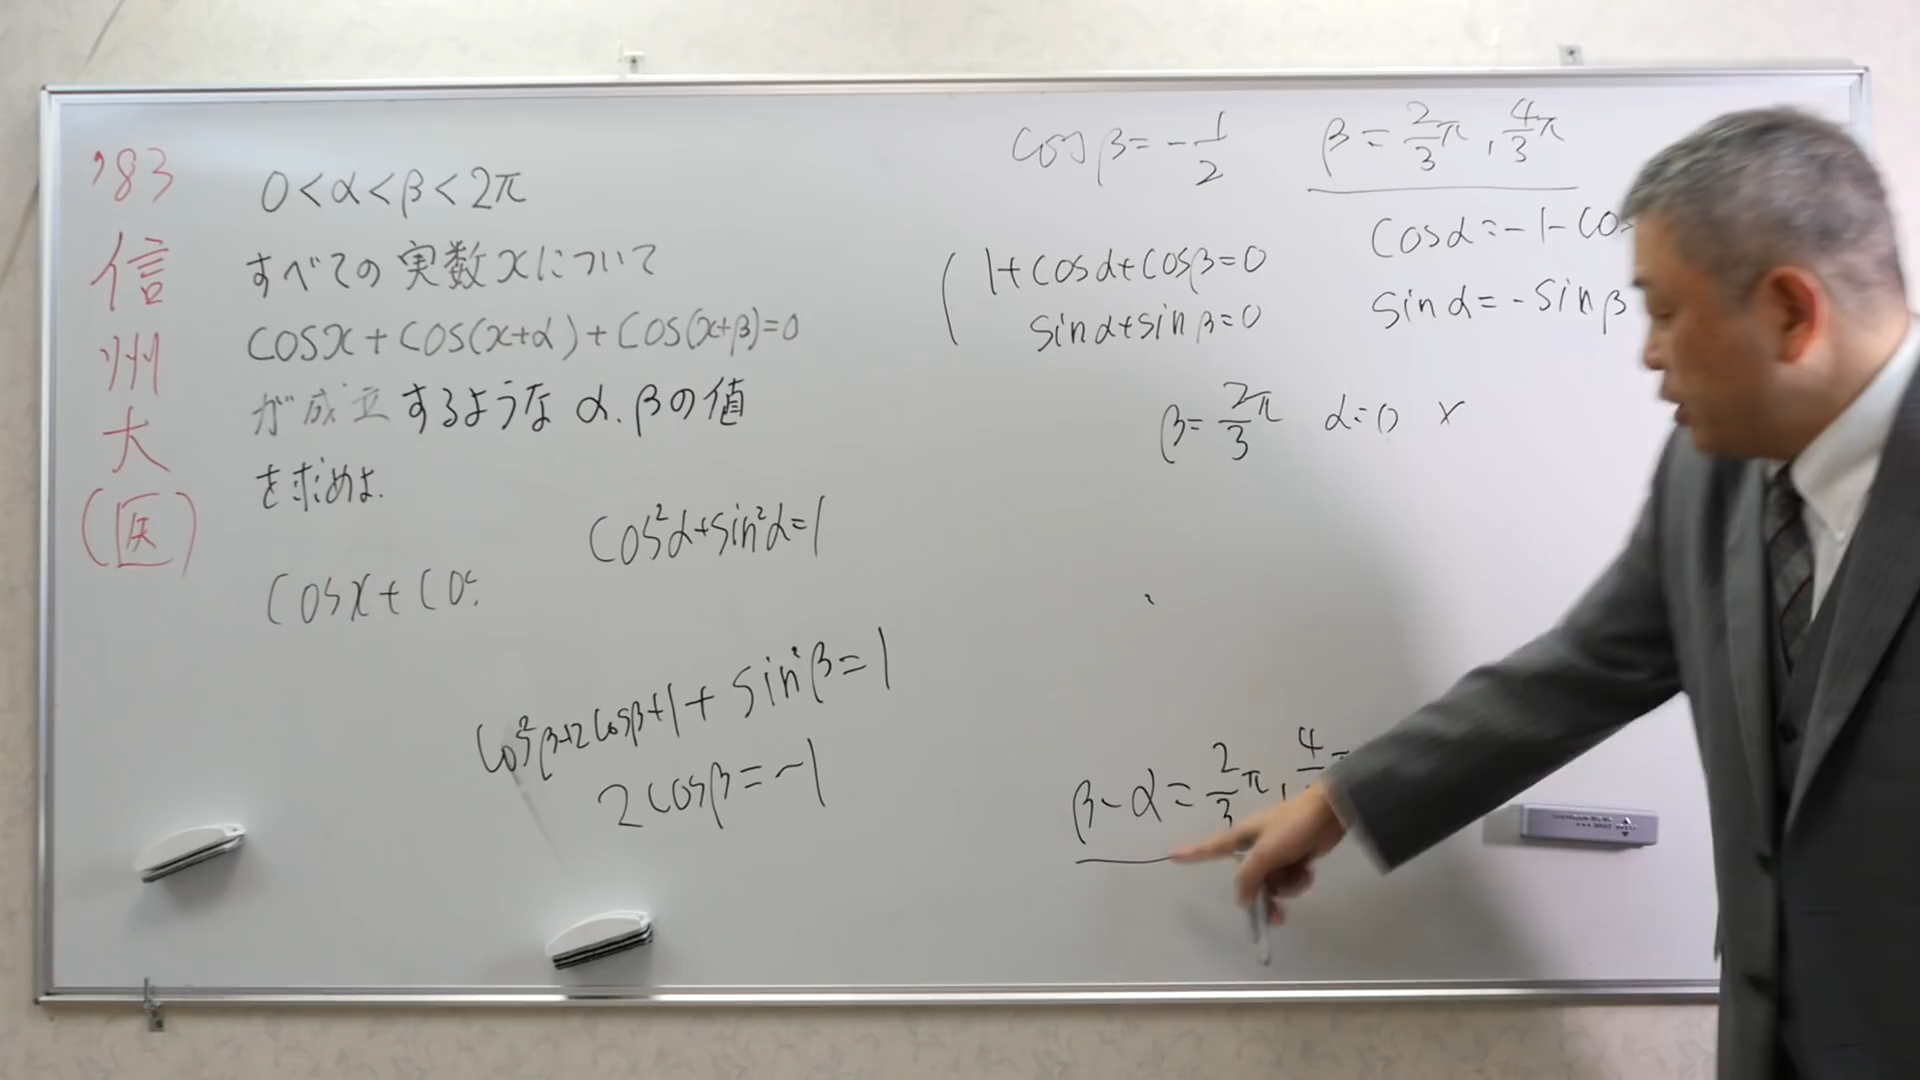 '83
信
州
大
(医)
0<α<β<2π
すべての実数xについて
cosx+cos(x+α)+cos(x+β)=0
が成立するようなα.βの値
を求めよ.
cosx+cos
cos²α+sin²α=1
cos²β+2cosβ+1+sin²β=1
2cosβ=-1
cosβ=-1/2
β=2/3π,4/3π
1+cosα+cosβ=0
sinα+sinβ=0
cosα=-1-cos
sinα=-sinβ
β=2π/3 α=0 ×
β-α=2/3π,4